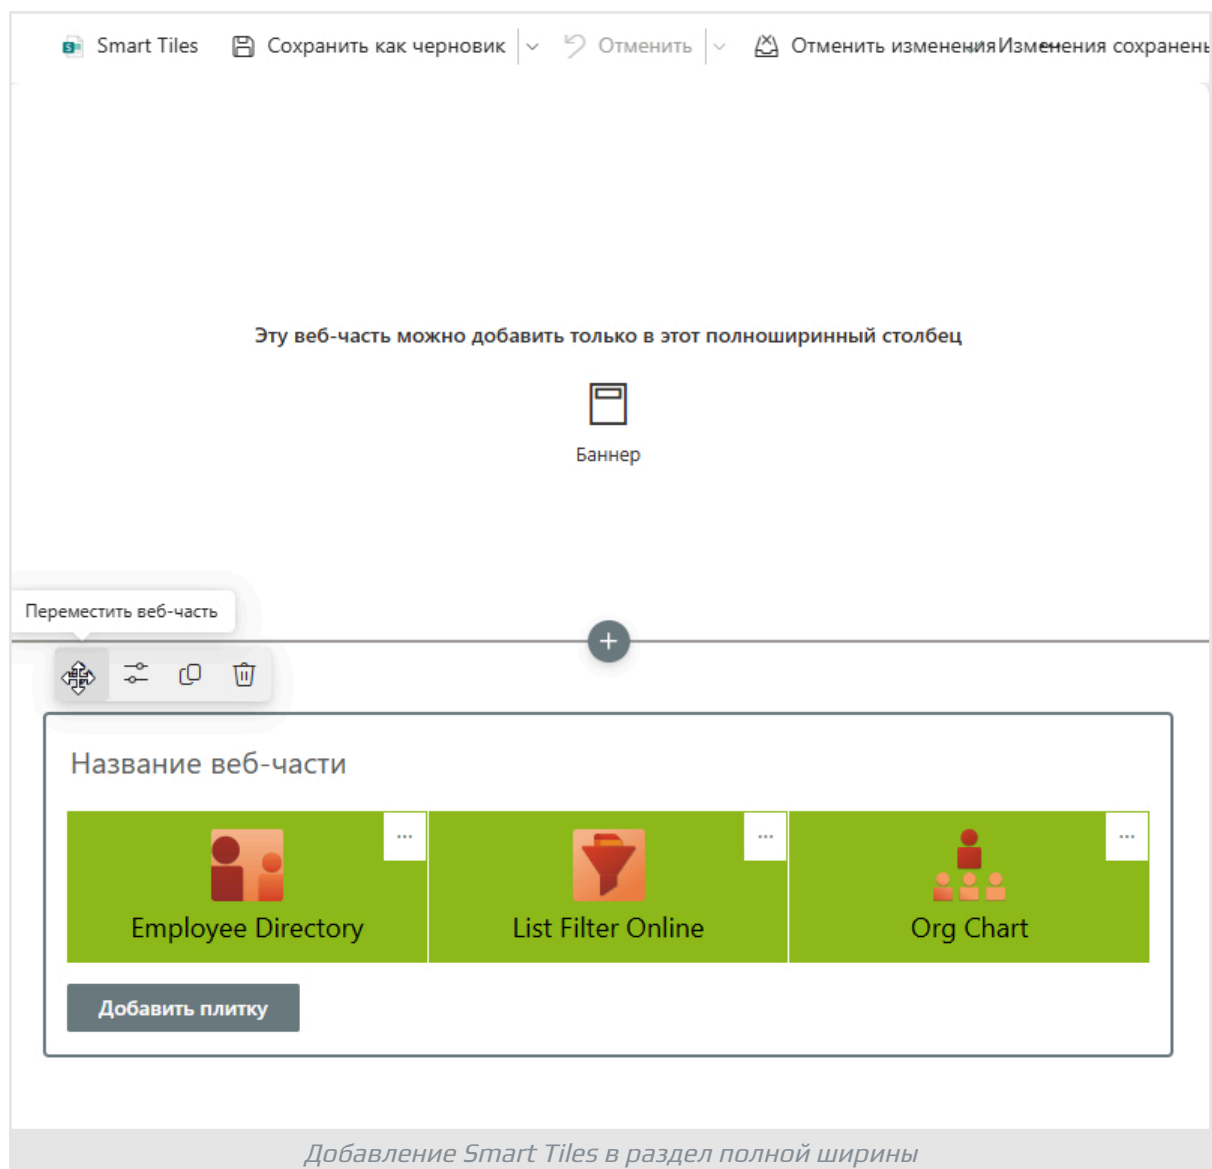 Smart Tiles Сохранить как черновик Отменить Отменить изменения Изменения сохранены
Эту веб-часть можно добавить только в этот полноширинный столбец
Баннер
Переместить веб-часть
Название веб-части
Employee Directory List Filter Online Org Chart
Добавить плитку
Добавление Smart Tiles в раздел полной ширины